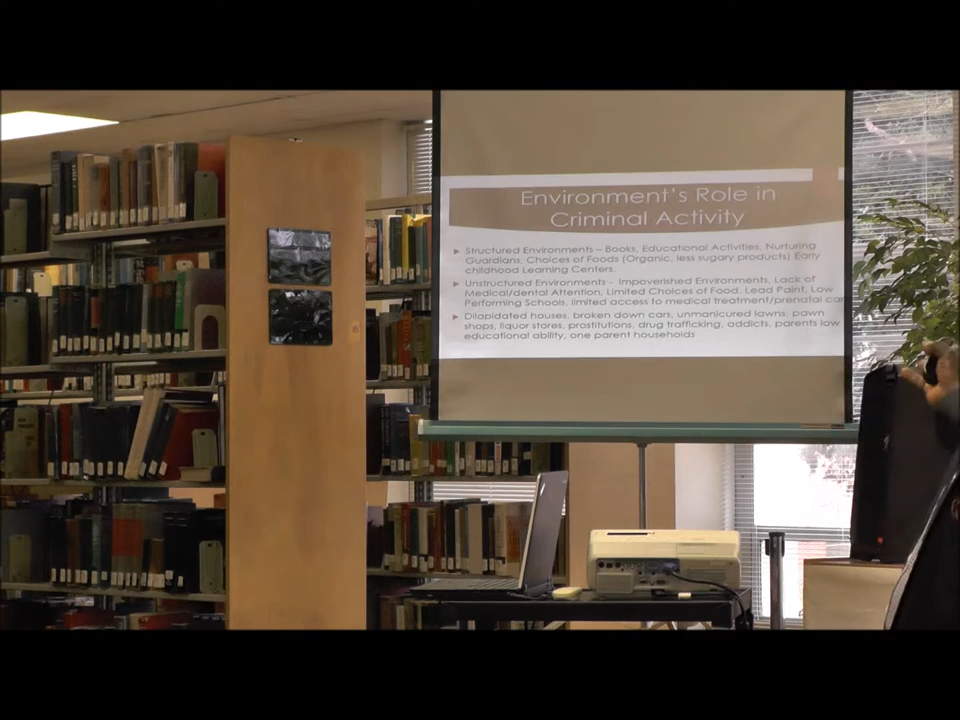 Environment's Role in
Criminal Activity
Structured Environments – Books, Educational Activities, Nurturing
Guardians, Choices of Foods (Organic, less sugary products) Early
childhood Learning Centers.
Unstructured Environments - Impoverished Environments, Lack of
Medical/dental Attention, Limited Choices of Food, Lead Paint, Low
Performing Schools, limited access to medical treatment/prenatal car
Dilapidated houses, broken down cars, unmanicured lawns, pawn
shops, liquor stores, prostitutions, drug trafficking, addicts, parents low
educational ability, one parent households
6